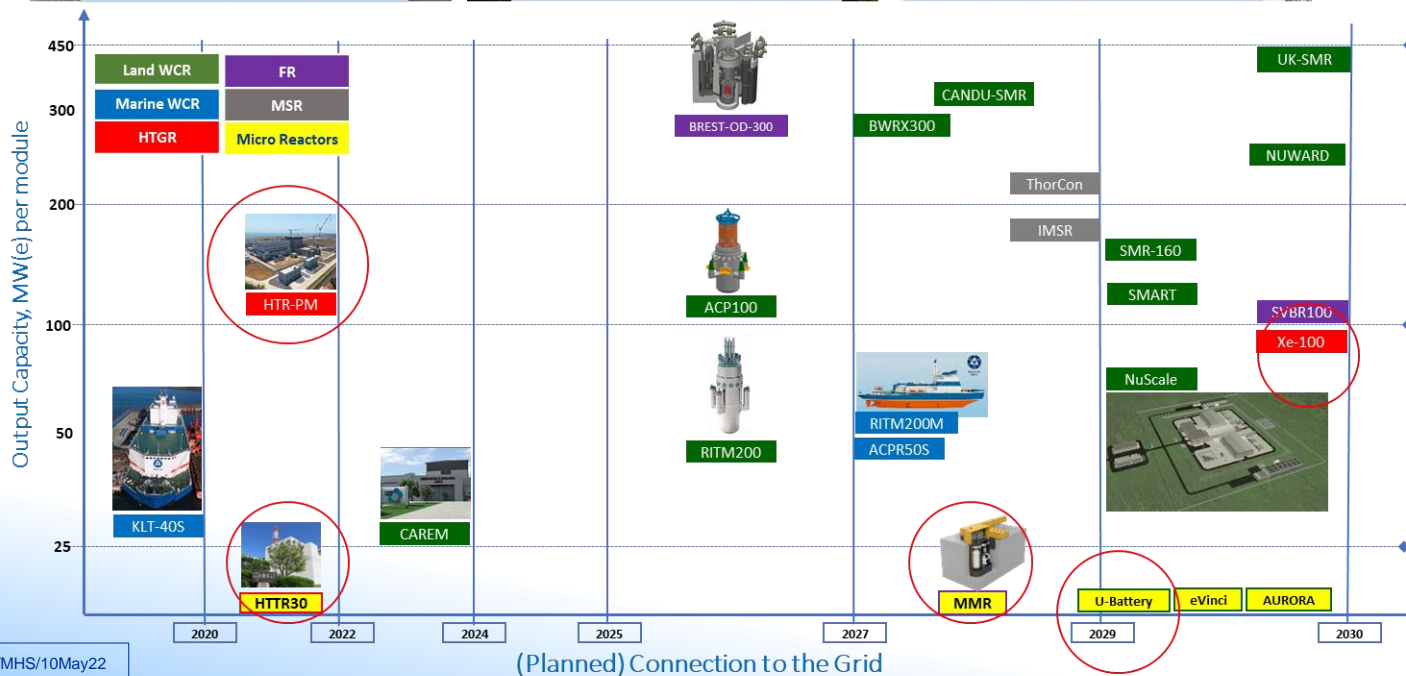 Output Capacity, MW(e) per module
450
300
200
100
50
25
Land WCR
FR
Marine WCR
MSR
HTGR
Micro Reactors
UK-SMR
CANDU-SMR
BREST-OD-300
BWRX300
NUWARD
ThorCon
IMSR
SMR-160
HTR-PM
ACP100
SMART
SVBR100
Xe-100
NuScale
RITM200M
ACPR50S
RITM200
KLT-40S
CAREM
HTTR30
MMR
U-Battery
eVinci
AURORA
2020
2022
2024
2025
2027
2029
2030
(Planned) Connection to the Grid
/MHS/10May22